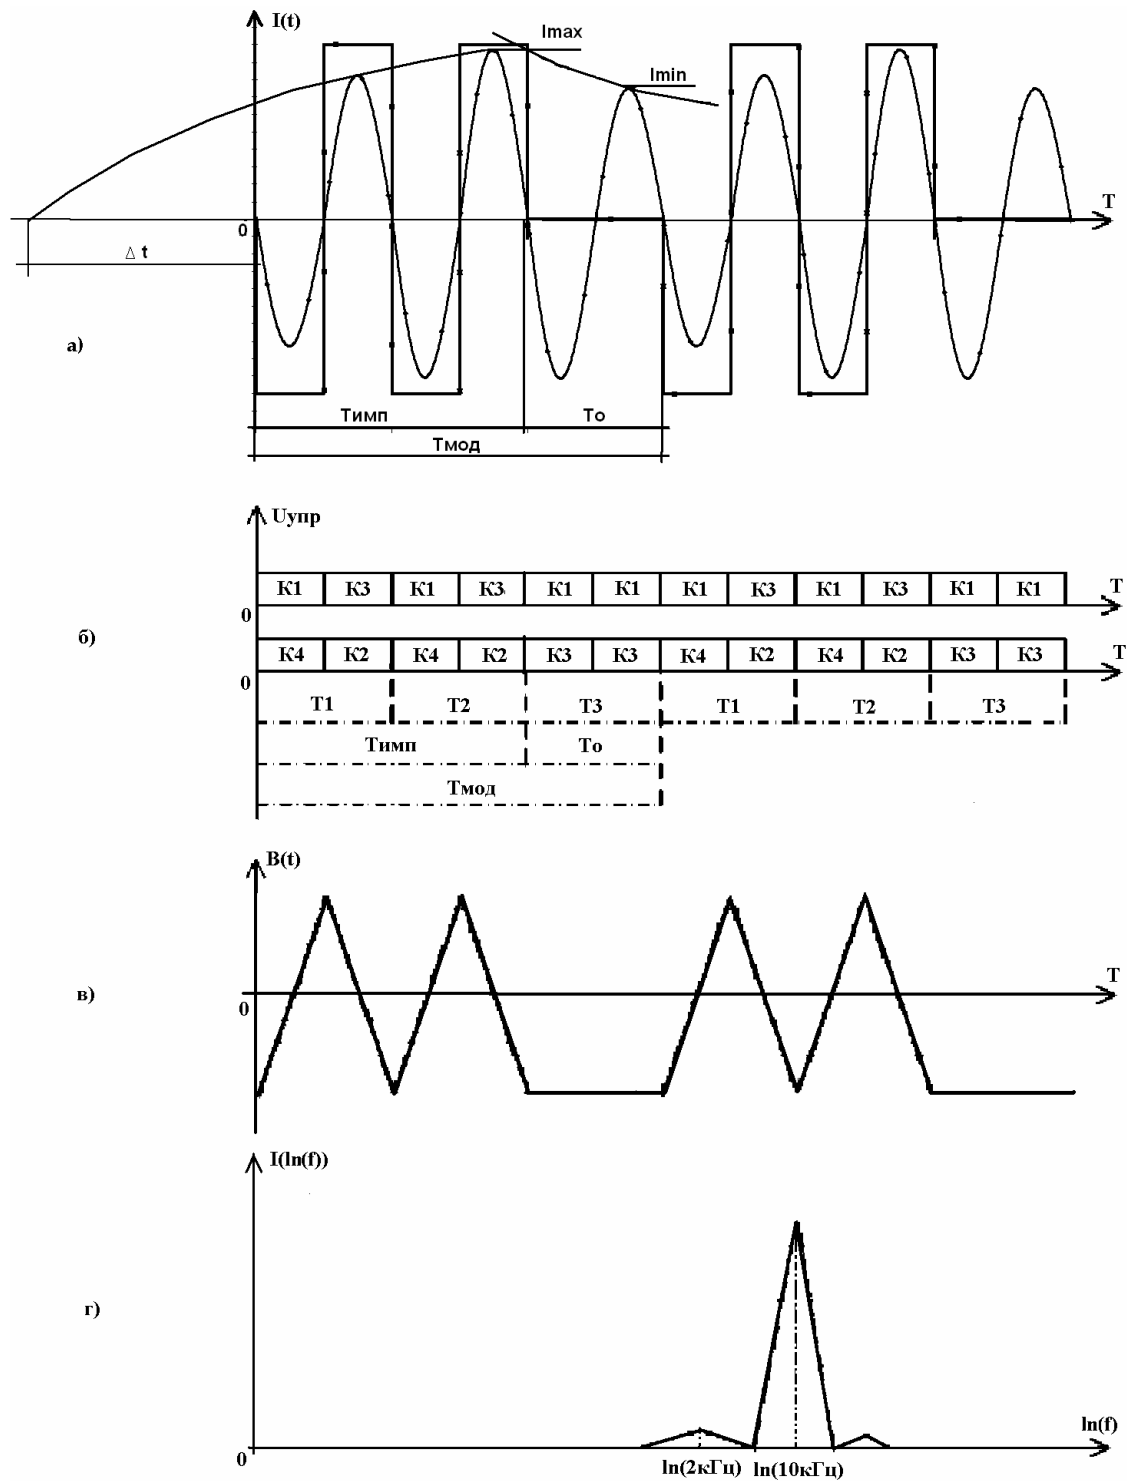 I(t)
Imax
Imin
T
0
Δ t
а)
Тимп
То
Тмод
Uупр
К1 К3 К1 К3 К1 К1 К1 К3 К1 К3 К1 К1
T
0
б)
К4 К2 К4 К2 К3 К3 К4 К2 К4 К2 К3 К3
T
0
Т1 Т2 Т3 Т1 Т2 Т3
Тимп То
Тмод
B(t)
T
в)
0
I(ln(f))
г)
ln(f)
0
ln(2кГц) ln(10кГц)